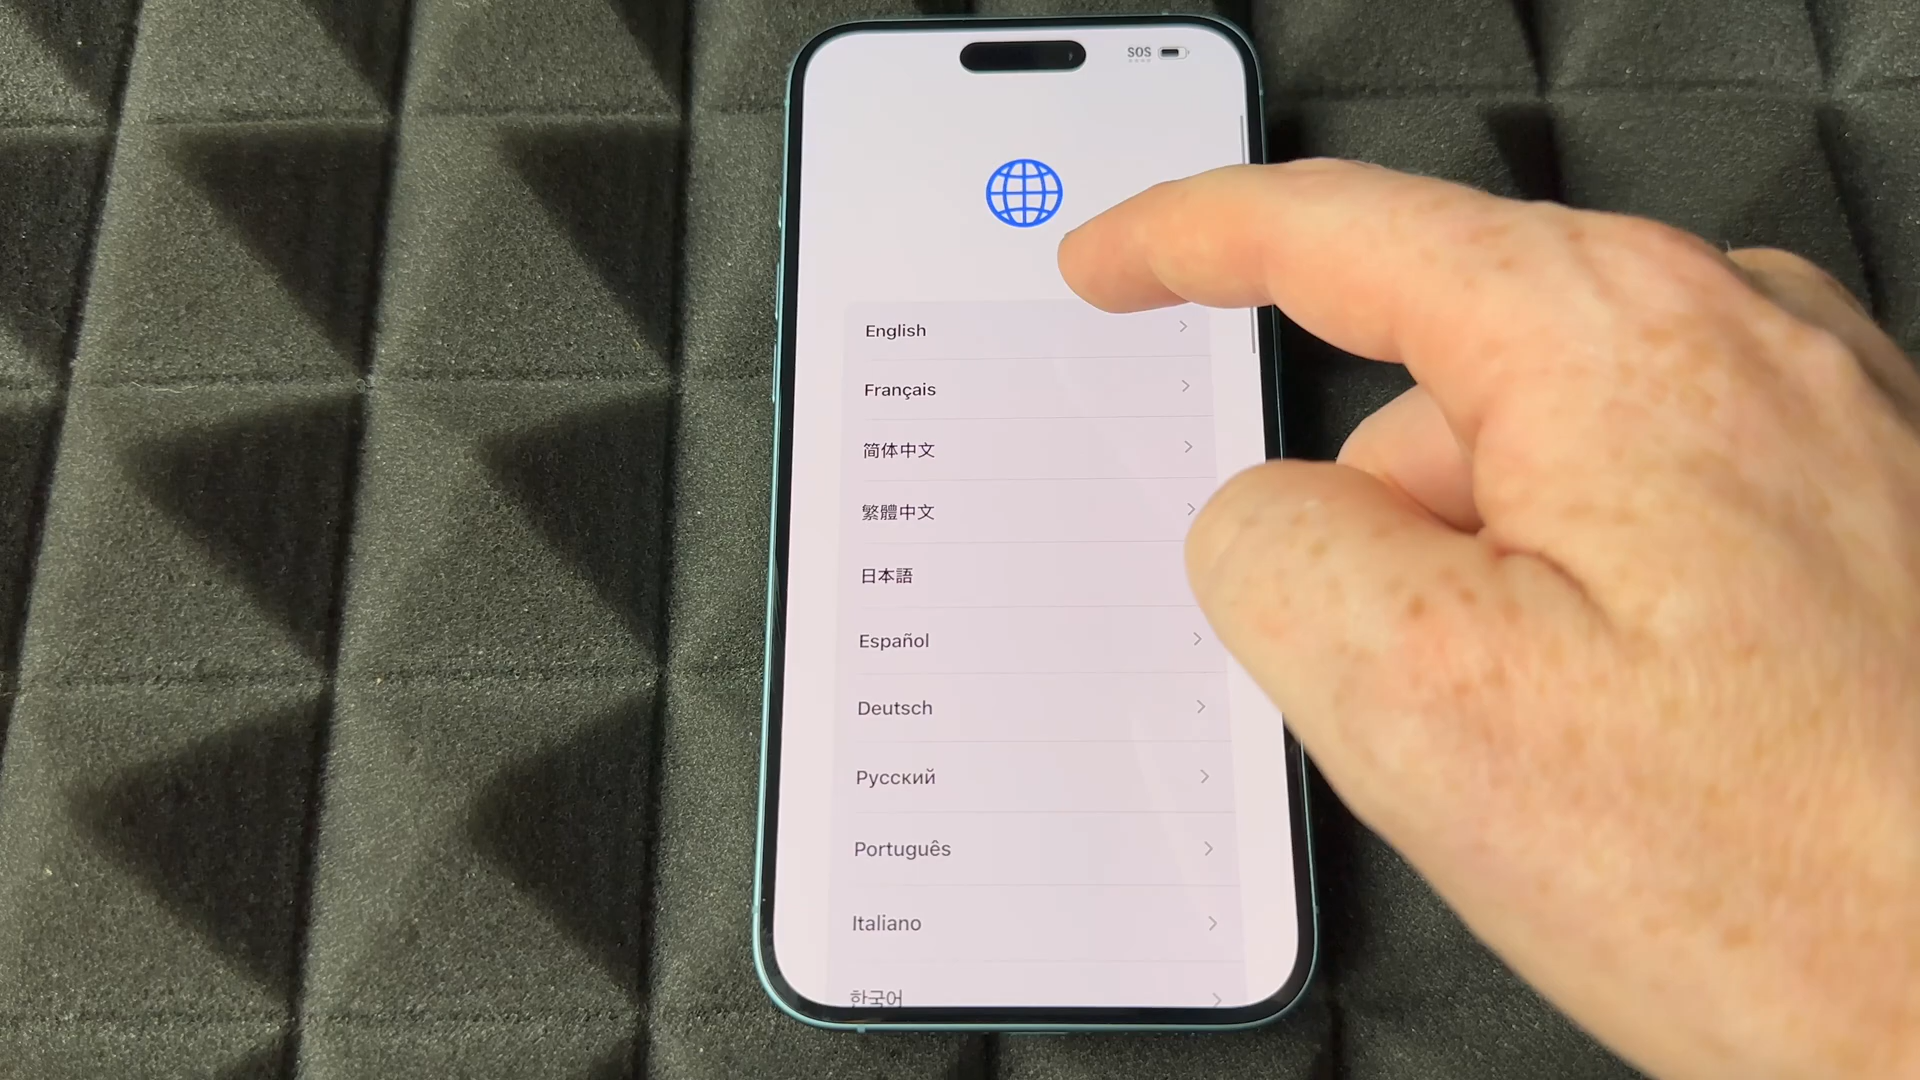 SOS
English
Français
简体中文
繁體中文
日本語
Español
Deutsch
Русский
Português
Italiano
한국어